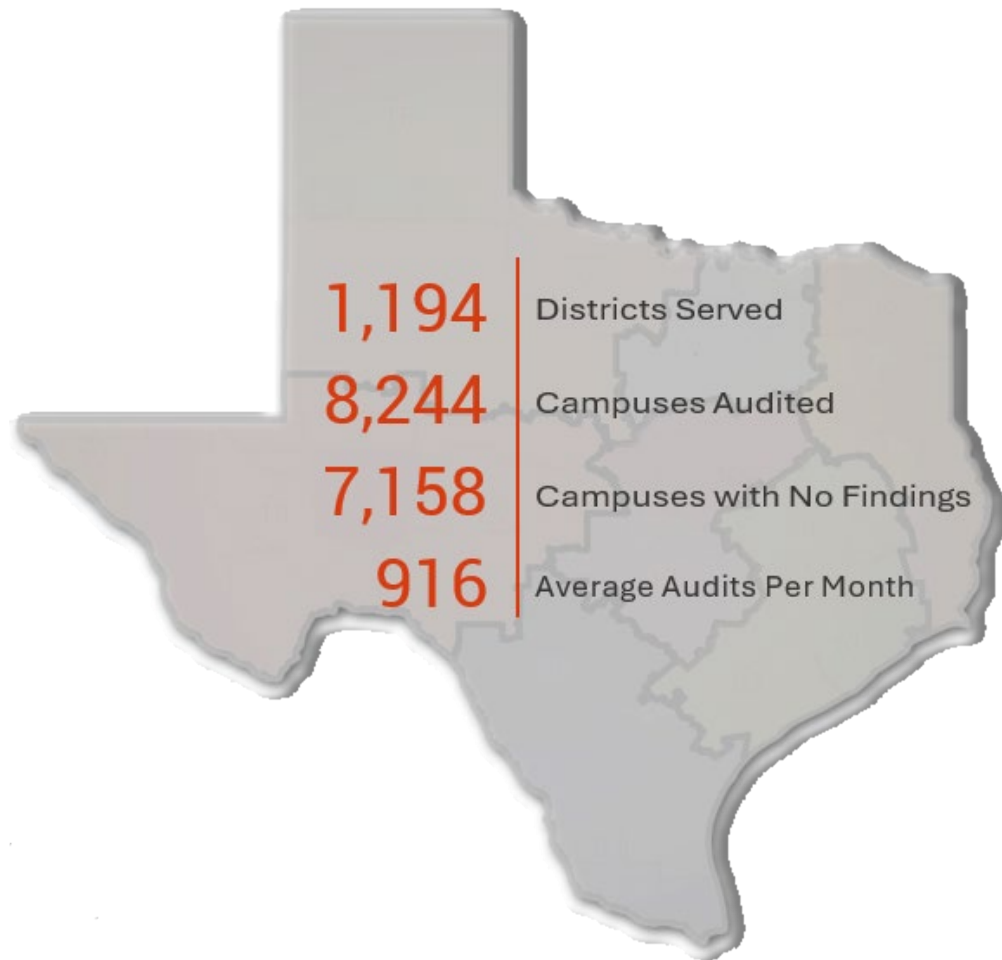 1,194 Districts Served
8,244 Campuses Audited
7,158 Campuses with No Findings
916 Average Audits Per Month